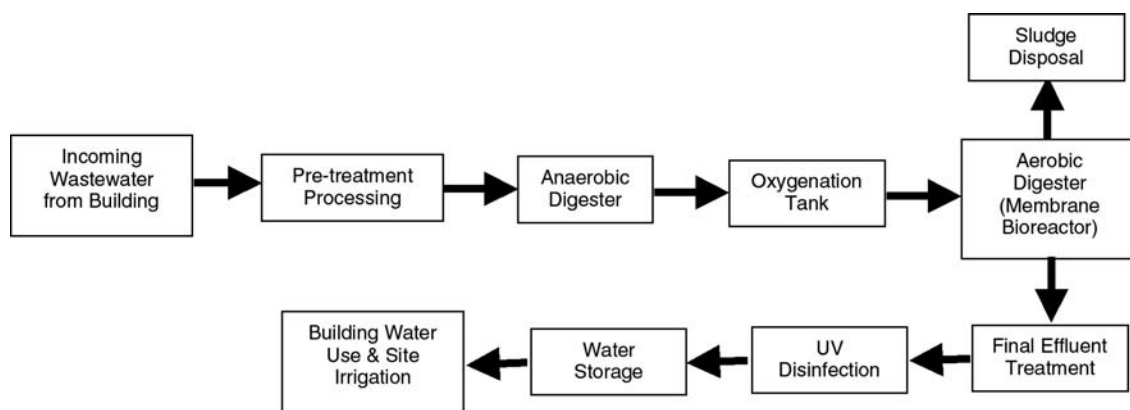 Sludge
Disposal
Incoming
Wastewater
from Building
Pre-treatment
Processing
Anaerobic
Digester
Oxygenation
Tank
Aerobic
Digester
(Membrane
Bioreactor)
Building Water
Use & Site
Irrigation
Water
Storage
UV
Disinfection
Final Effluent
Treatment